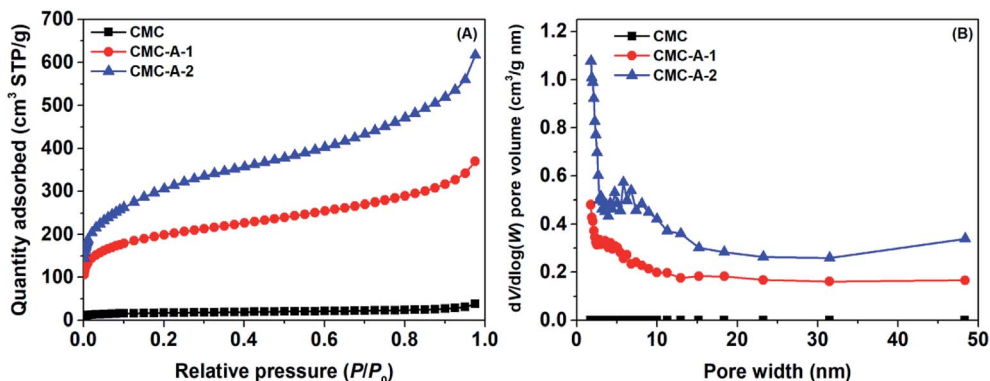 (A)
CMC
CMC-A-1
CMC-A-2
Quantity adsorbed (cm³ STP/g)
700
600
500
400
300
200
100
0
0.0 0.2 0.4 0.6 0.8 1.0
Relative pressure (P/P₀)
(B)
CMC
CMC-A-1
CMC-A-2
dV/dlog(W) pore volume (cm³/g nm)
1.2
1.0
0.8
0.6
0.4
0.2
0.0
0 10 20 30 40 50
Pore width (nm)